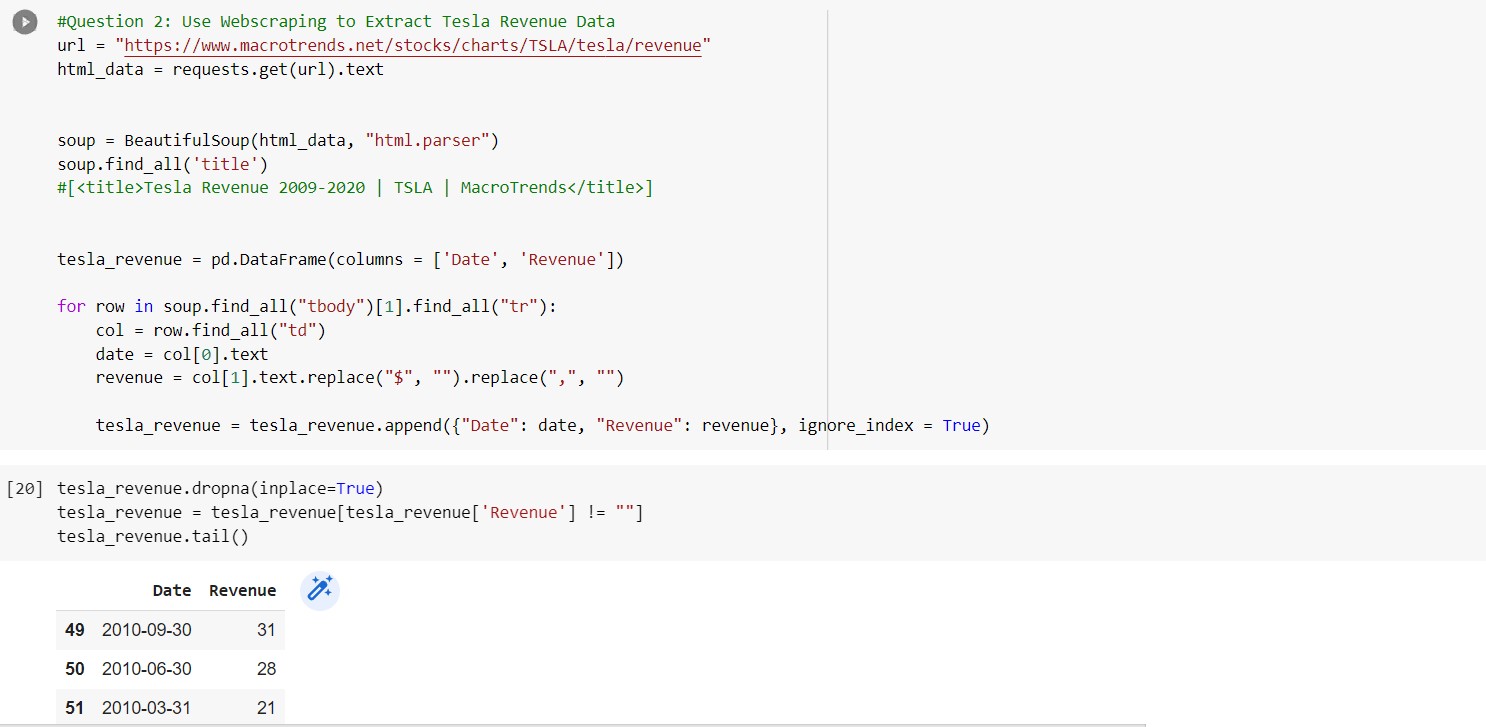 #Question 2: Use Webscraping to Extract Tesla Revenue Data
url = "https://www.macrotrends.net/stocks/charts/TSLA/tesla/revenue"
html_data = requests.get(url).text
soup = BeautifulSoup(html_data, "html.parser")
soup.find_all('title')
#[<title>Tesla Revenue 2009-2020 | TSLA | MacroTrends</title>]
tesla_revenue = pd.DataFrame(columns = ['Date', 'Revenue'])
for row in soup.find_all("tbody")[1].find_all("tr"):
    col = row.find_all("td")
    date = col[0].text
    revenue = col[1].text.replace("$", "").replace(",", "")
    tesla_revenue = tesla_revenue.append({"Date": date, "Revenue": revenue}, ignore_index = True)
[20] tesla_revenue.dropna(inplace=True)
tesla_revenue = tesla_revenue[tesla_revenue['Revenue'] != ""]
tesla_revenue.tail()
Date Revenue
49 2010-09-30 31
50 2010-06-30 28
51 2010-03-31 21